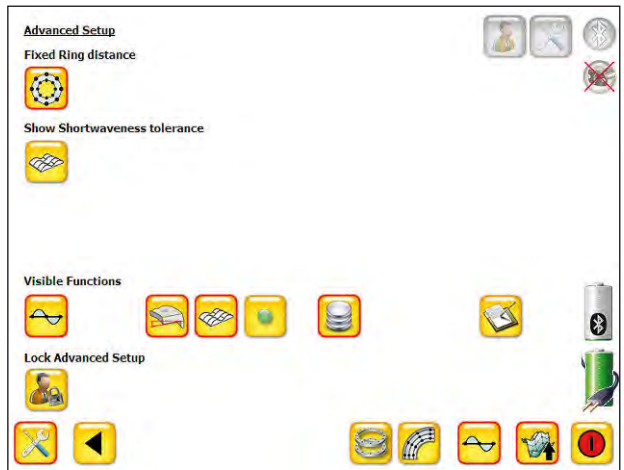 Advanced Setup
Fixed Ring distance
Show Shortwaveness tolerance
Visible Functions
Lock Advanced Setup